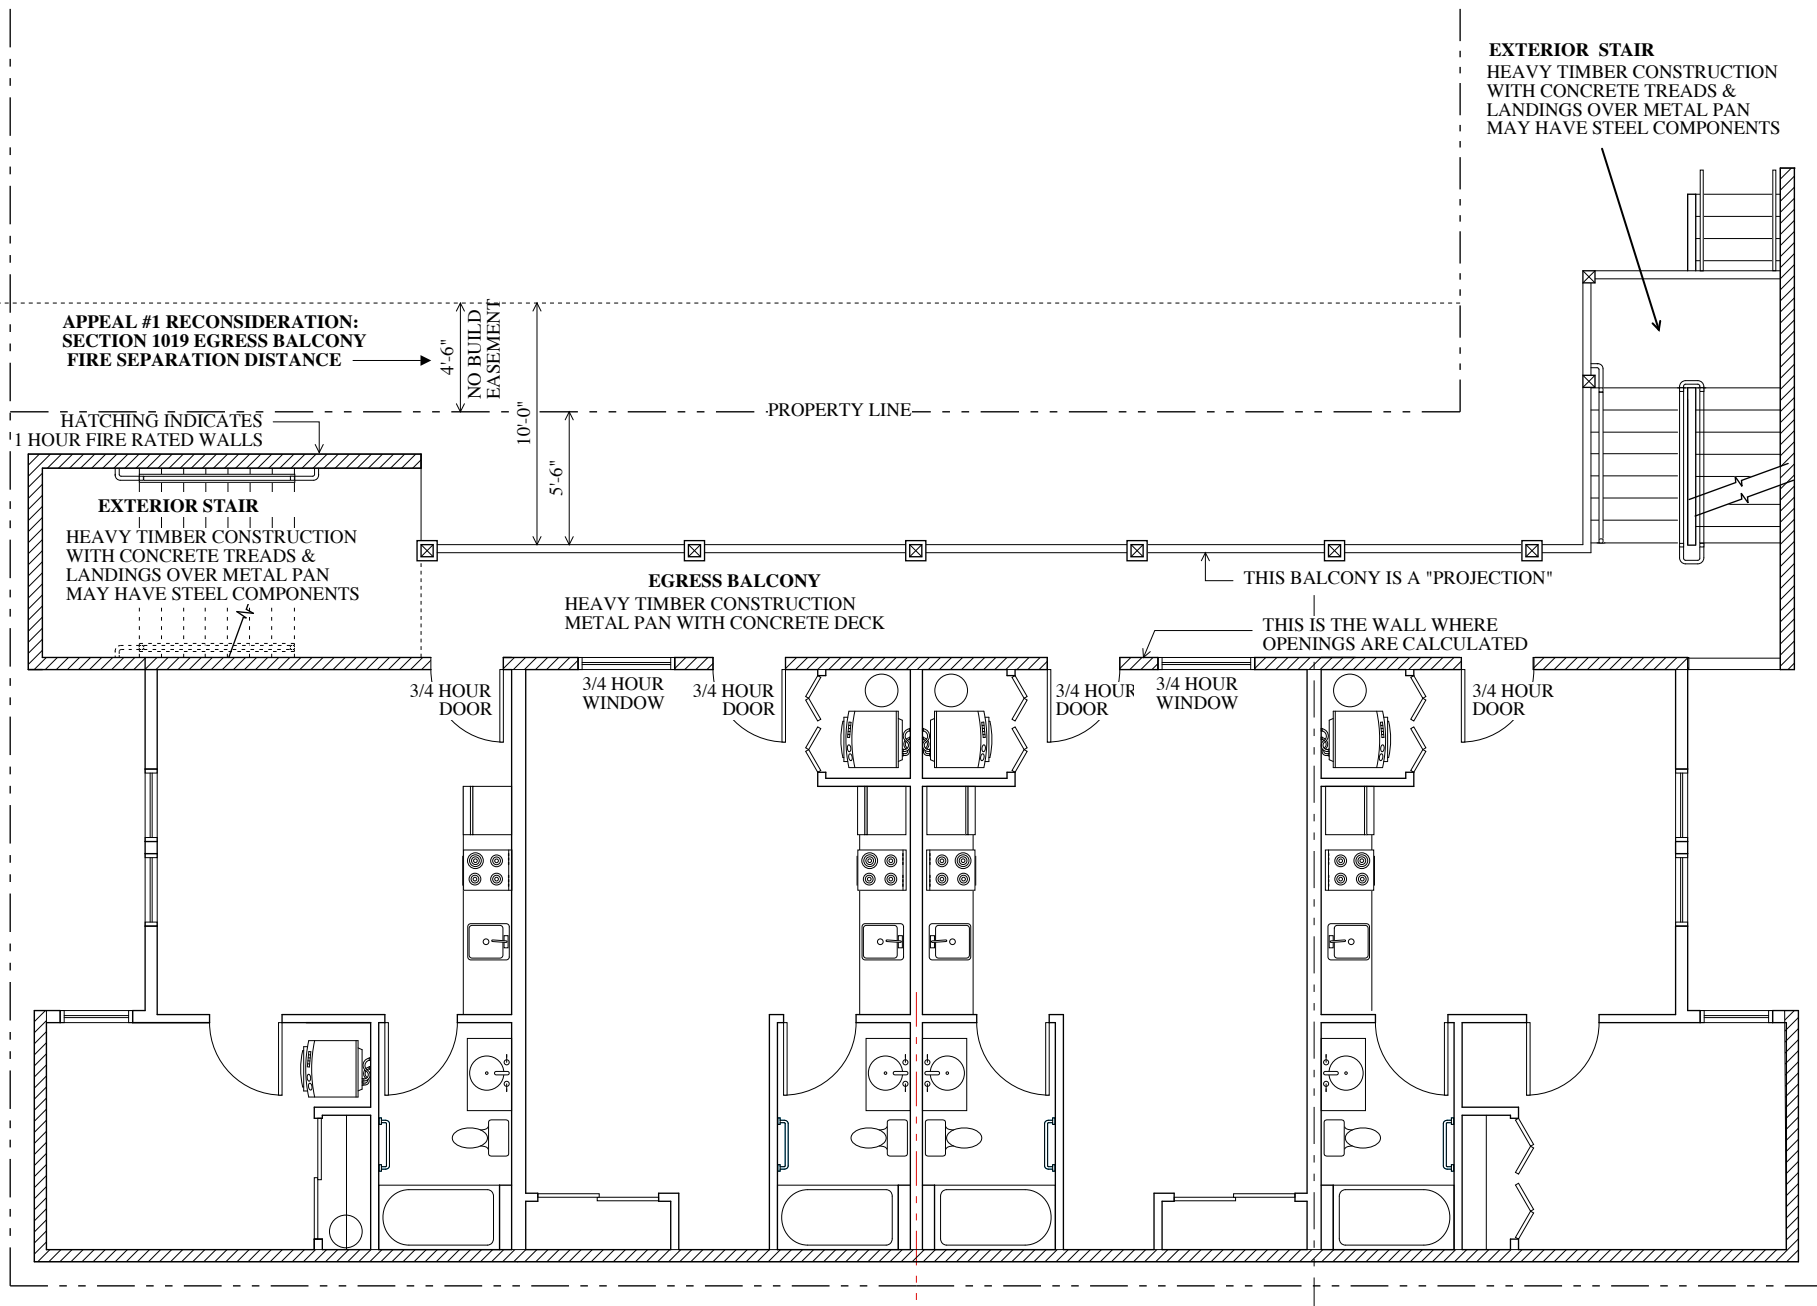 EXTERIOR STAIR
HEAVY TIMBER CONSTRUCTION
WITH CONCRETE TREADS &
LANDINGS OVER METAL PAN
MAY HAVE STEEL COMPONENTS
APPEAL #1 RECONSIDERATION:
SECTION 1019 EGRESS BALCONY
FIRE SEPARATION DISTANCE
4'-6"
NO BUILD
EASEMENT
10'-0"
5'-6"
PROPERTY LINE
HATCHING INDICATES
1 HOUR FIRE RATED WALLS
EXTERIOR STAIR
HEAVY TIMBER CONSTRUCTION
WITH CONCRETE TREADS &
LANDINGS OVER METAL PAN
MAY HAVE STEEL COMPONENTS
EGRESS BALCONY
HEAVY TIMBER CONSTRUCTION
METAL PAN WITH CONCRETE DECK
THIS BALCONY IS A "PROJECTION"
THIS IS THE WALL WHERE
OPENINGS ARE CALCULATED
3/4 HOUR
DOOR
3/4 HOUR
WINDOW
3/4 HOUR
DOOR
3/4 HOUR
DOOR
3/4 HOUR
WINDOW
3/4 HOUR
DOOR